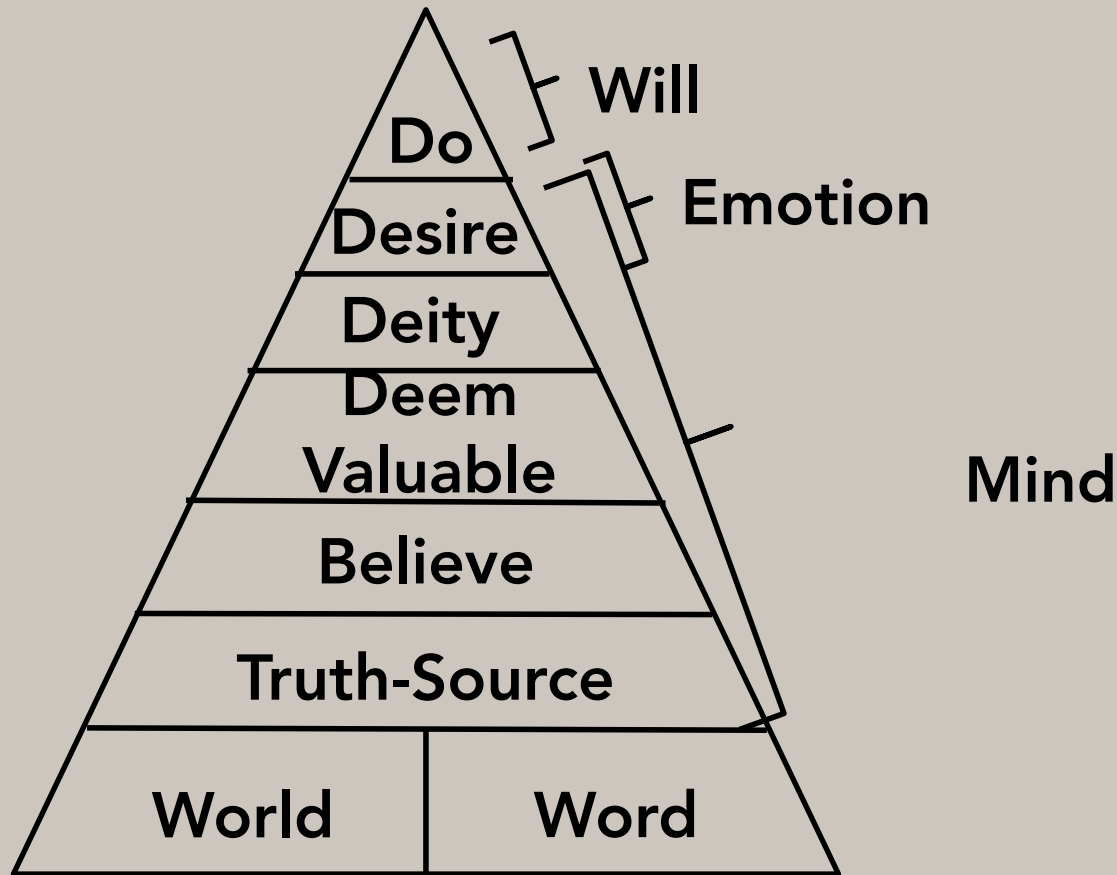 Will
Do
Emotion
Desire
Deity
Deem
Valuable
Mind
Believe
Truth-Source
World Word